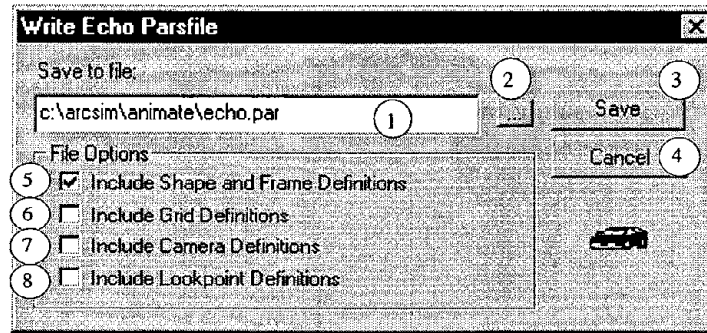 Write Echo Parsfile
Save to file:
2
3
c:\arcsim\animate\echo.par
1
...
Save
File Options
Cancel
4
5
Include Shape and Frame Definitions
6
Include Grid Definitions
7
Include Camera Definitions
8
Include Lookpoint Definitions